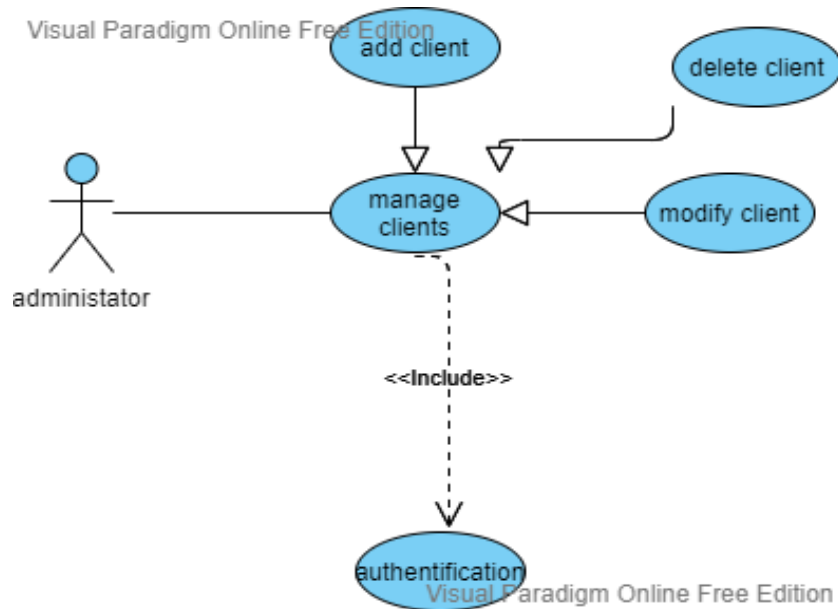 Visual Paradigm Online Free Edition
add client
delete client
manage
clients
modify client
administator
<<Include>>
authentification
Visual Paradigm Online Free Edition